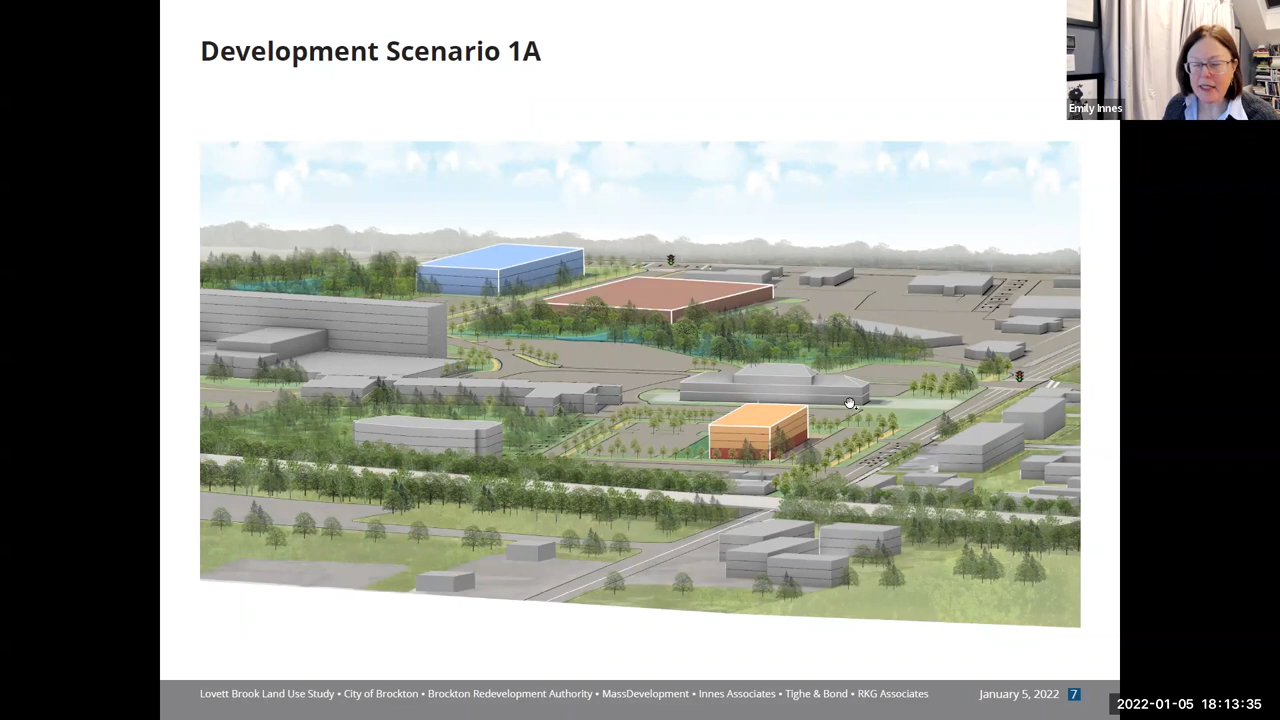 Development Scenario 1A
Emily Innes
Lovett Brook Land Use Study • City of Brockton • Brockton Redevelopment Authority • MassDevelopment • Innes Associates • Tighe & Bond • RKG Associates
January 5, 2022 7
2022-01-05 18:13:35